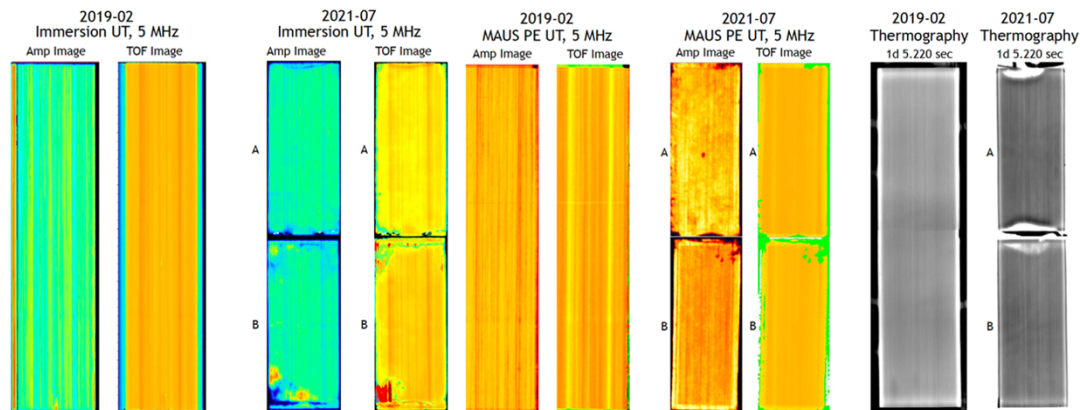 2019-02
Immersion UT, 5 MHz
Amp Image
TOF Image
2021-07
Immersion UT, 5 MHz
Amp Image
TOF Image
A
A
B
B
2019-02
MAUS PE UT, 5 MHz
Amp Image
TOF Image
2021-07
MAUS PE UT, 5 MHz
Amp Image
TOF Image
A
A
B
B
2019-02
Thermography
1d 5.220 sec
2021-07
Thermography
1d 5.220 sec
A
B